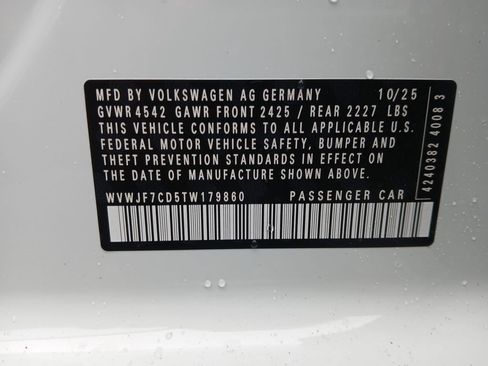 MFD BY VOLKSWAGEN AG GERMANY 10/25
GVWR 4542 GAWR FRONT 2425 / REAR 2227 LBS
THIS VEHICLE CONFORMS TO ALL APPLICABLE U.S.
FEDERAL MOTOR VEHICLE SAFETY, BUMPER AND
THEFT PREVENTION STANDARDS IN EFFECT ON
THE DATE OF MANUFACTURE SHOWN ABOVE.
WVWJF7CD5TW179860 PASSENGER CAR
4240382 4008 3